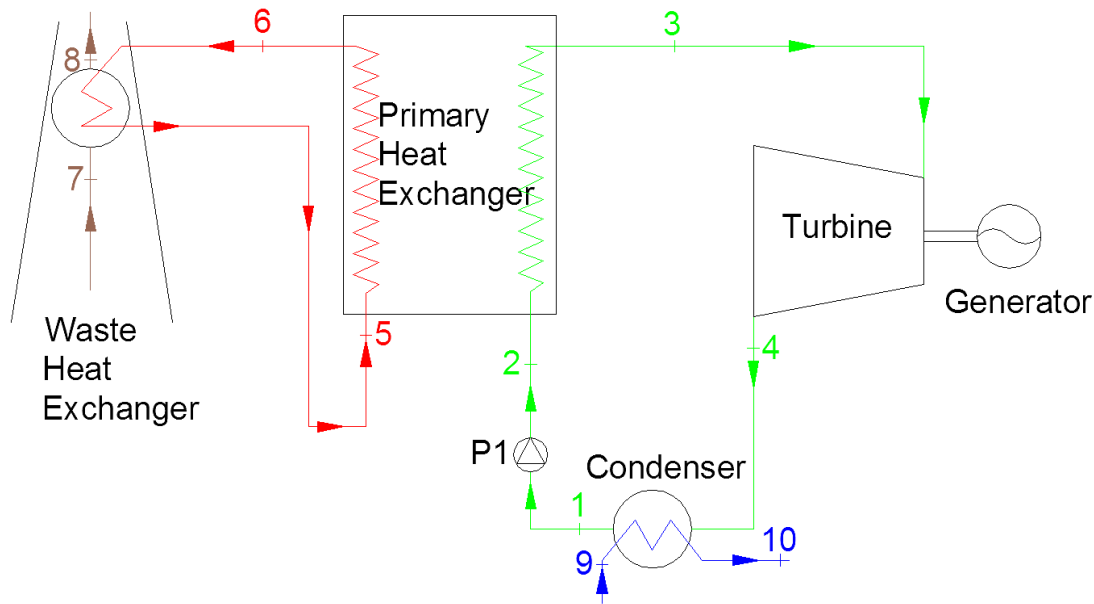 6
3
8
Primary
Heat
Exchanger
7
Turbine
Generator
Waste
Heat
Exchanger
5
2
4
P1
Condenser
1
9
10